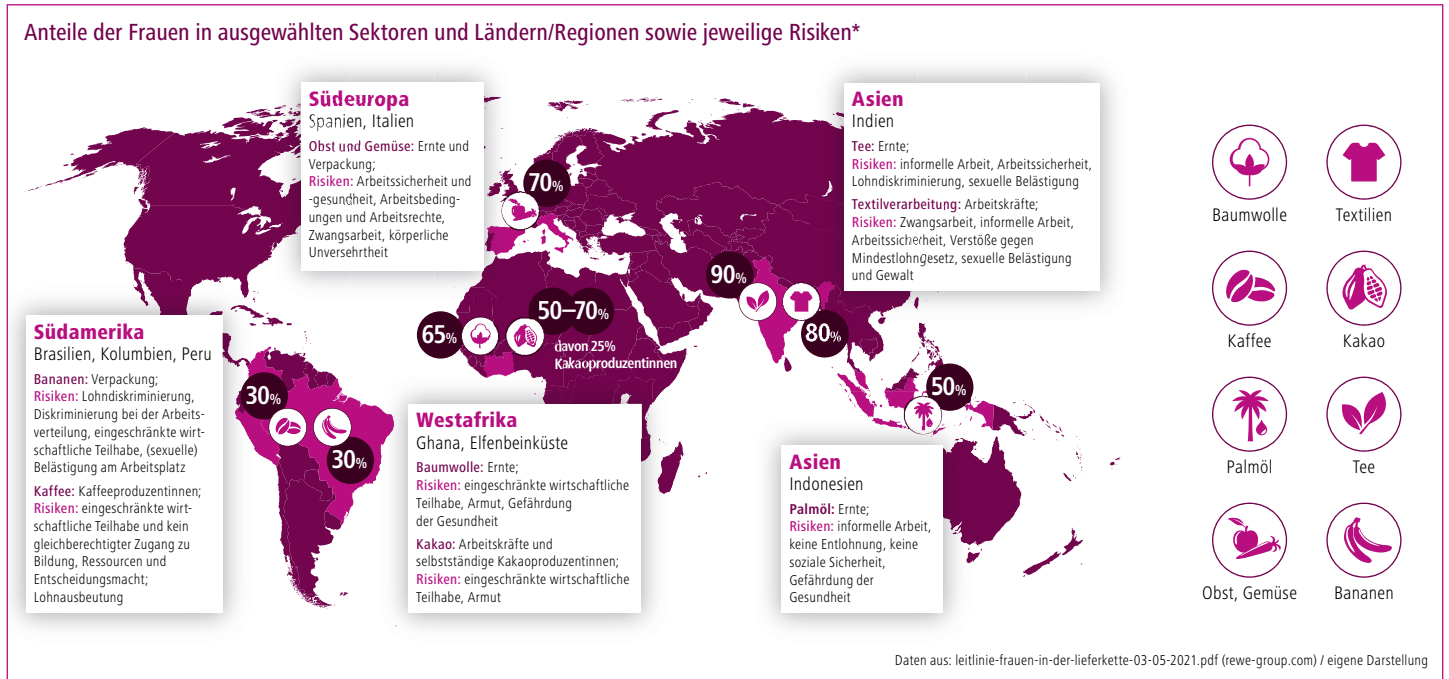 Anteile der Frauen in ausgewählten Sektoren und Ländern/Regionen sowie jeweilige Risiken*
Südeuropa
Spanien, Italien
Obst und Gemüse: Ernte und
Verpackung;
Risiken: Arbeitssicherheit und
-gesundheit, Arbeitsbeding-
ungen und Arbeitsrechte,
Zwangsarbeit, körperliche
Unversehrtheit
70%
Asien
Indien
Tee: Ernte;
Risiken: informelle Arbeit, Arbeitssicherheit,
Lohndiskriminierung, sexuelle Belästigung
Textilverarbeitung: Arbeitskräfte;
Risiken: Zwangsarbeit, informelle Arbeit,
Arbeitssicherheit, Verstöße gegen
Mindestlohngesetz, sexuelle Belästigung
und Gewalt
90%
80%
Südamerika
Brasilien, Kolumbien, Peru
Bananen: Verpackung;
Risiken: Lohndiskriminierung,
Diskriminierung bei der Arbeits-
verteilung, eingeschränkte wirt-
schaftliche Teilhabe, (sexuelle)
Belästigung am Arbeitsplatz
Kaffee: Kaffeeproduzentinnen;
Risiken: eingeschränkte wirt-
schaftliche Teilhabe und kein
gleichberechtigter Zugang zu
Bildung, Ressourcen und
Entscheidungsmacht;
Lohnausbeutung
30%
30%
65%
50–70%
davon 25%
Kakaoproduzentinnen
Westafrika
Ghana, Elfenbeinküste
Baumwolle: Ernte;
Risiken: eingeschränkte wirtschaftliche
Teilhabe, Armut, Gefährdung
der Gesundheit
Kakao: Arbeitskräfte und
selbstständige Kakaoproduzentinnen;
Risiken: eingeschränkte wirtschaftliche
Teilhabe, Armut
50%
Asien
Indonesien
Palmöl: Ernte;
Risiken: informelle Arbeit,
keine Entlohnung, keine
soziale Sicherheit,
Gefährdung der
Gesundheit
Baumwolle
Textilien
Kaffee
Kakao
Palmöl
Tee
Obst, Gemüse
Bananen
Daten aus: leitlinie-frauen-in-der-lieferkette-03-05-2021.pdf (rewe-group.com) / eigene Darstellung